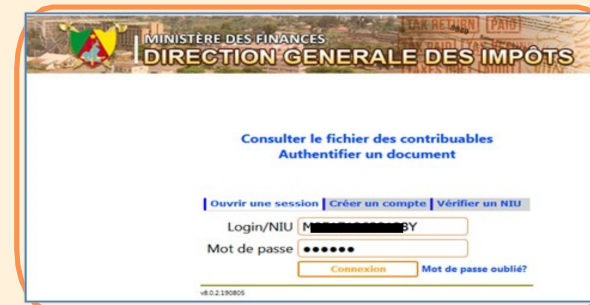 MINISTÈRE DES FINANCES
DIRECTION GENERALE DES IMPÔTS
TAX RETURN PAID
Consulter le fichier des contribuables
Authentifier un document
Ouvrir une session Créer un compte Vérifier un NIU
Login/NIU
Mot de passe ●●●●●●
Connexion Mot de passe oublié?
v8.0.2.190805